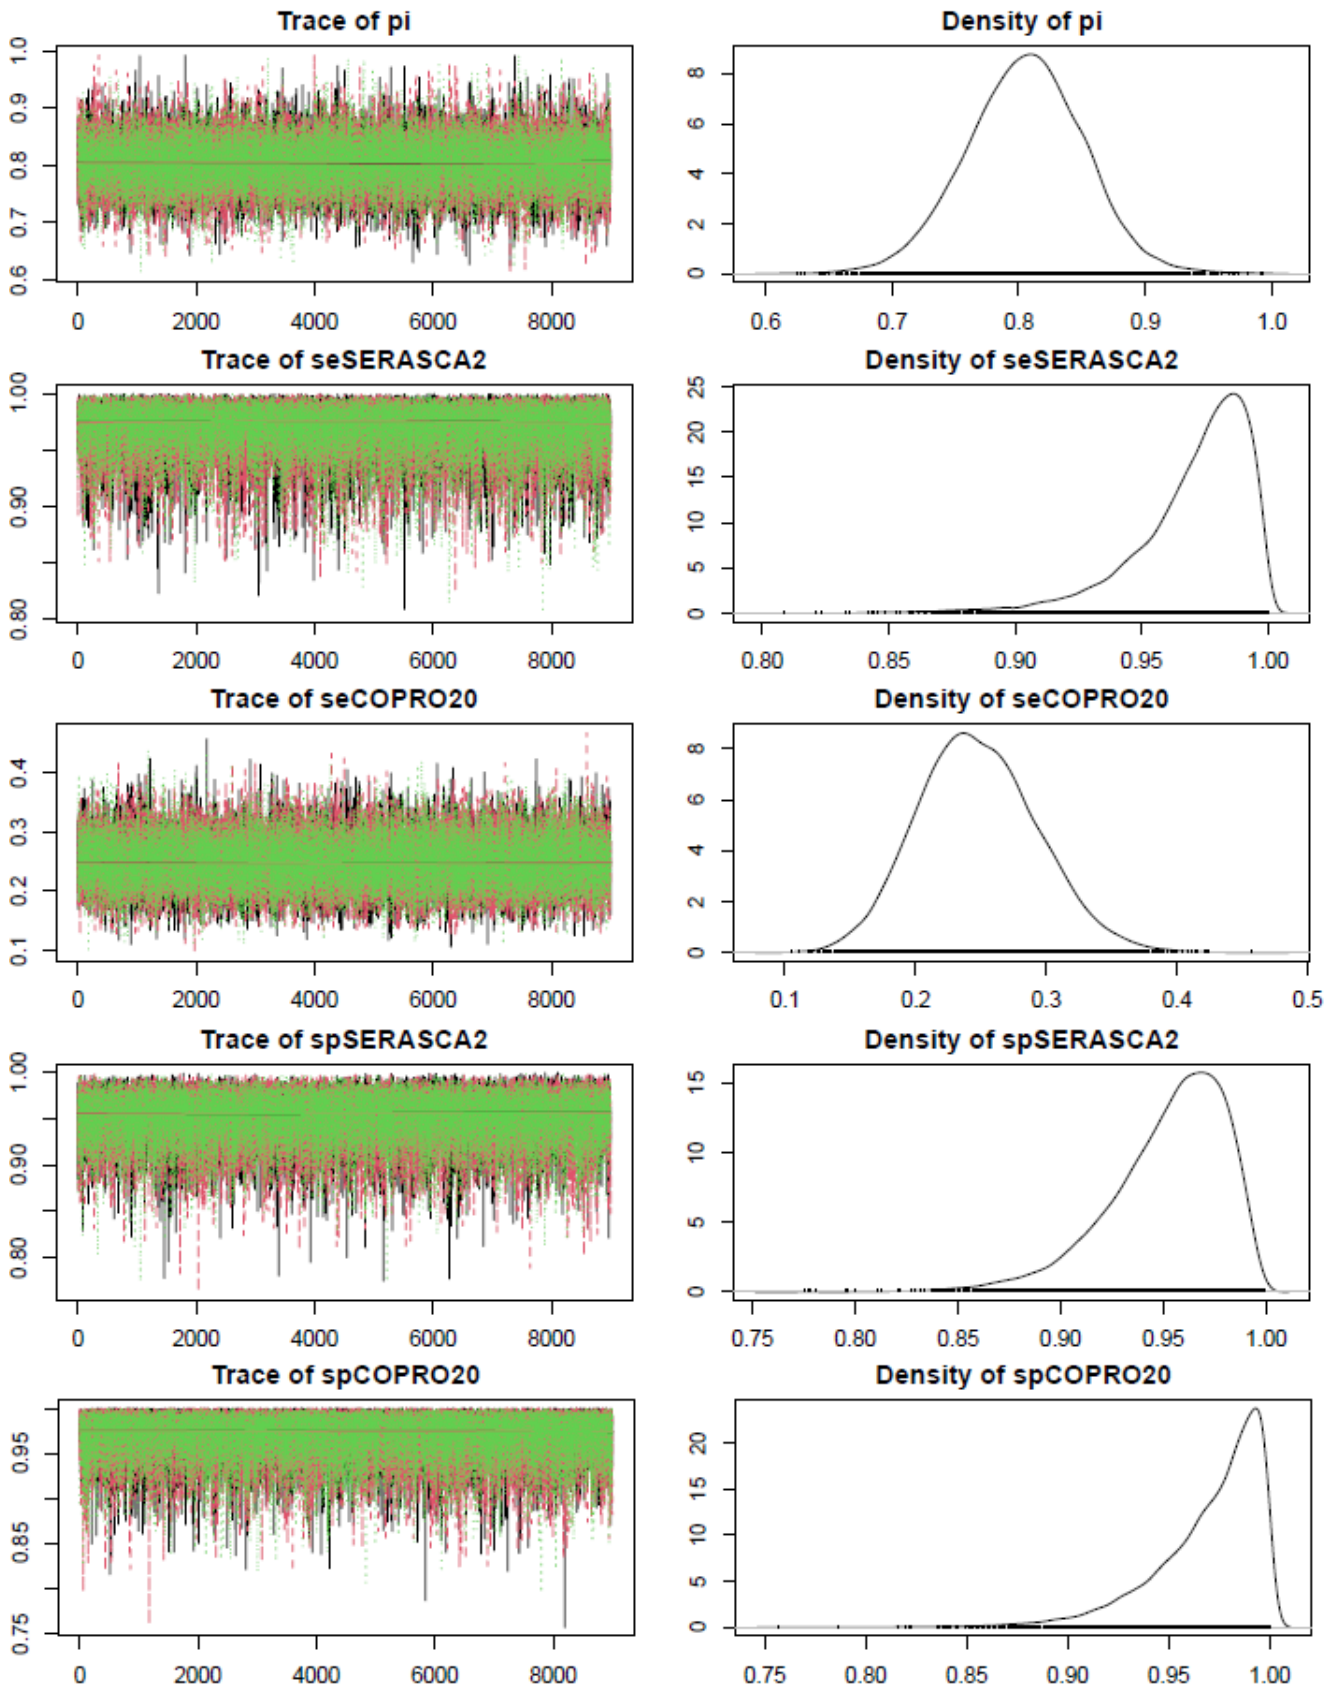 Trace of pi
Density of pi
1.0
0.9
0.8
0.7
0.6
0 2000 4000 6000 8000
8
6
4
2
0
0.6 0.7 0.8 0.9 1.0
Trace of seSERASCA2
Density of seSERASCA2
1.00
0.90
0.80
0 2000 4000 6000 8000
25
20
15
10
5
0
0.80 0.85 0.90 0.95 1.00
Trace of seCOPRO20
Density of seCOPRO20
0.4
0.3
0.2
0.1
0 2000 4000 6000 8000
8
6
4
2
0
0.1 0.2 0.3 0.4 0.5
Trace of spSERASCA2
Density of spSERASCA2
1.00
0.90
0.80
0 2000 4000 6000 8000
15
10
5
0
0.75 0.80 0.85 0.90 0.95 1.00
Trace of spCOPRO20
Density of spCOPRO20
0.95
0.85
0.75
0 2000 4000 6000 8000
20
15
10
5
0
0.75 0.80 0.85 0.90 0.95 1.00